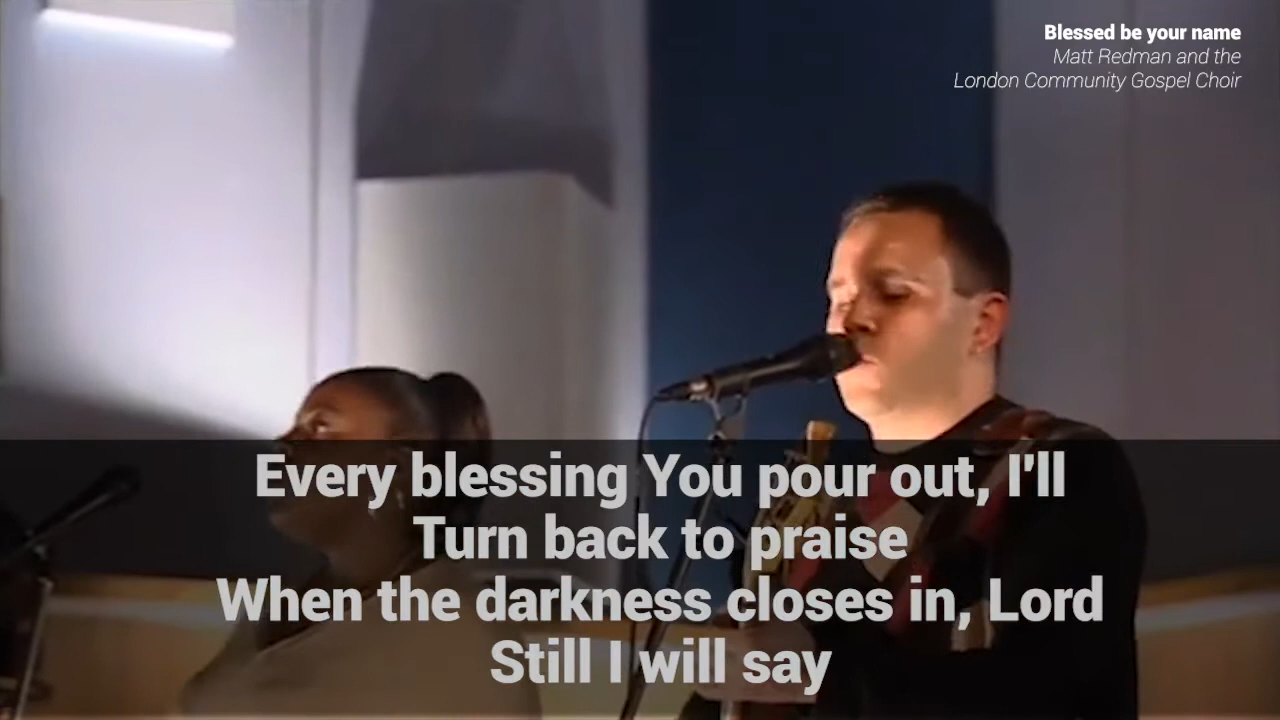 Blessed be your name
Matt Redman and the
London Community Gospel Choir
Every blessing You pour out, I'll
Turn back to praise
When the darkness closes in, Lord
Still I will say